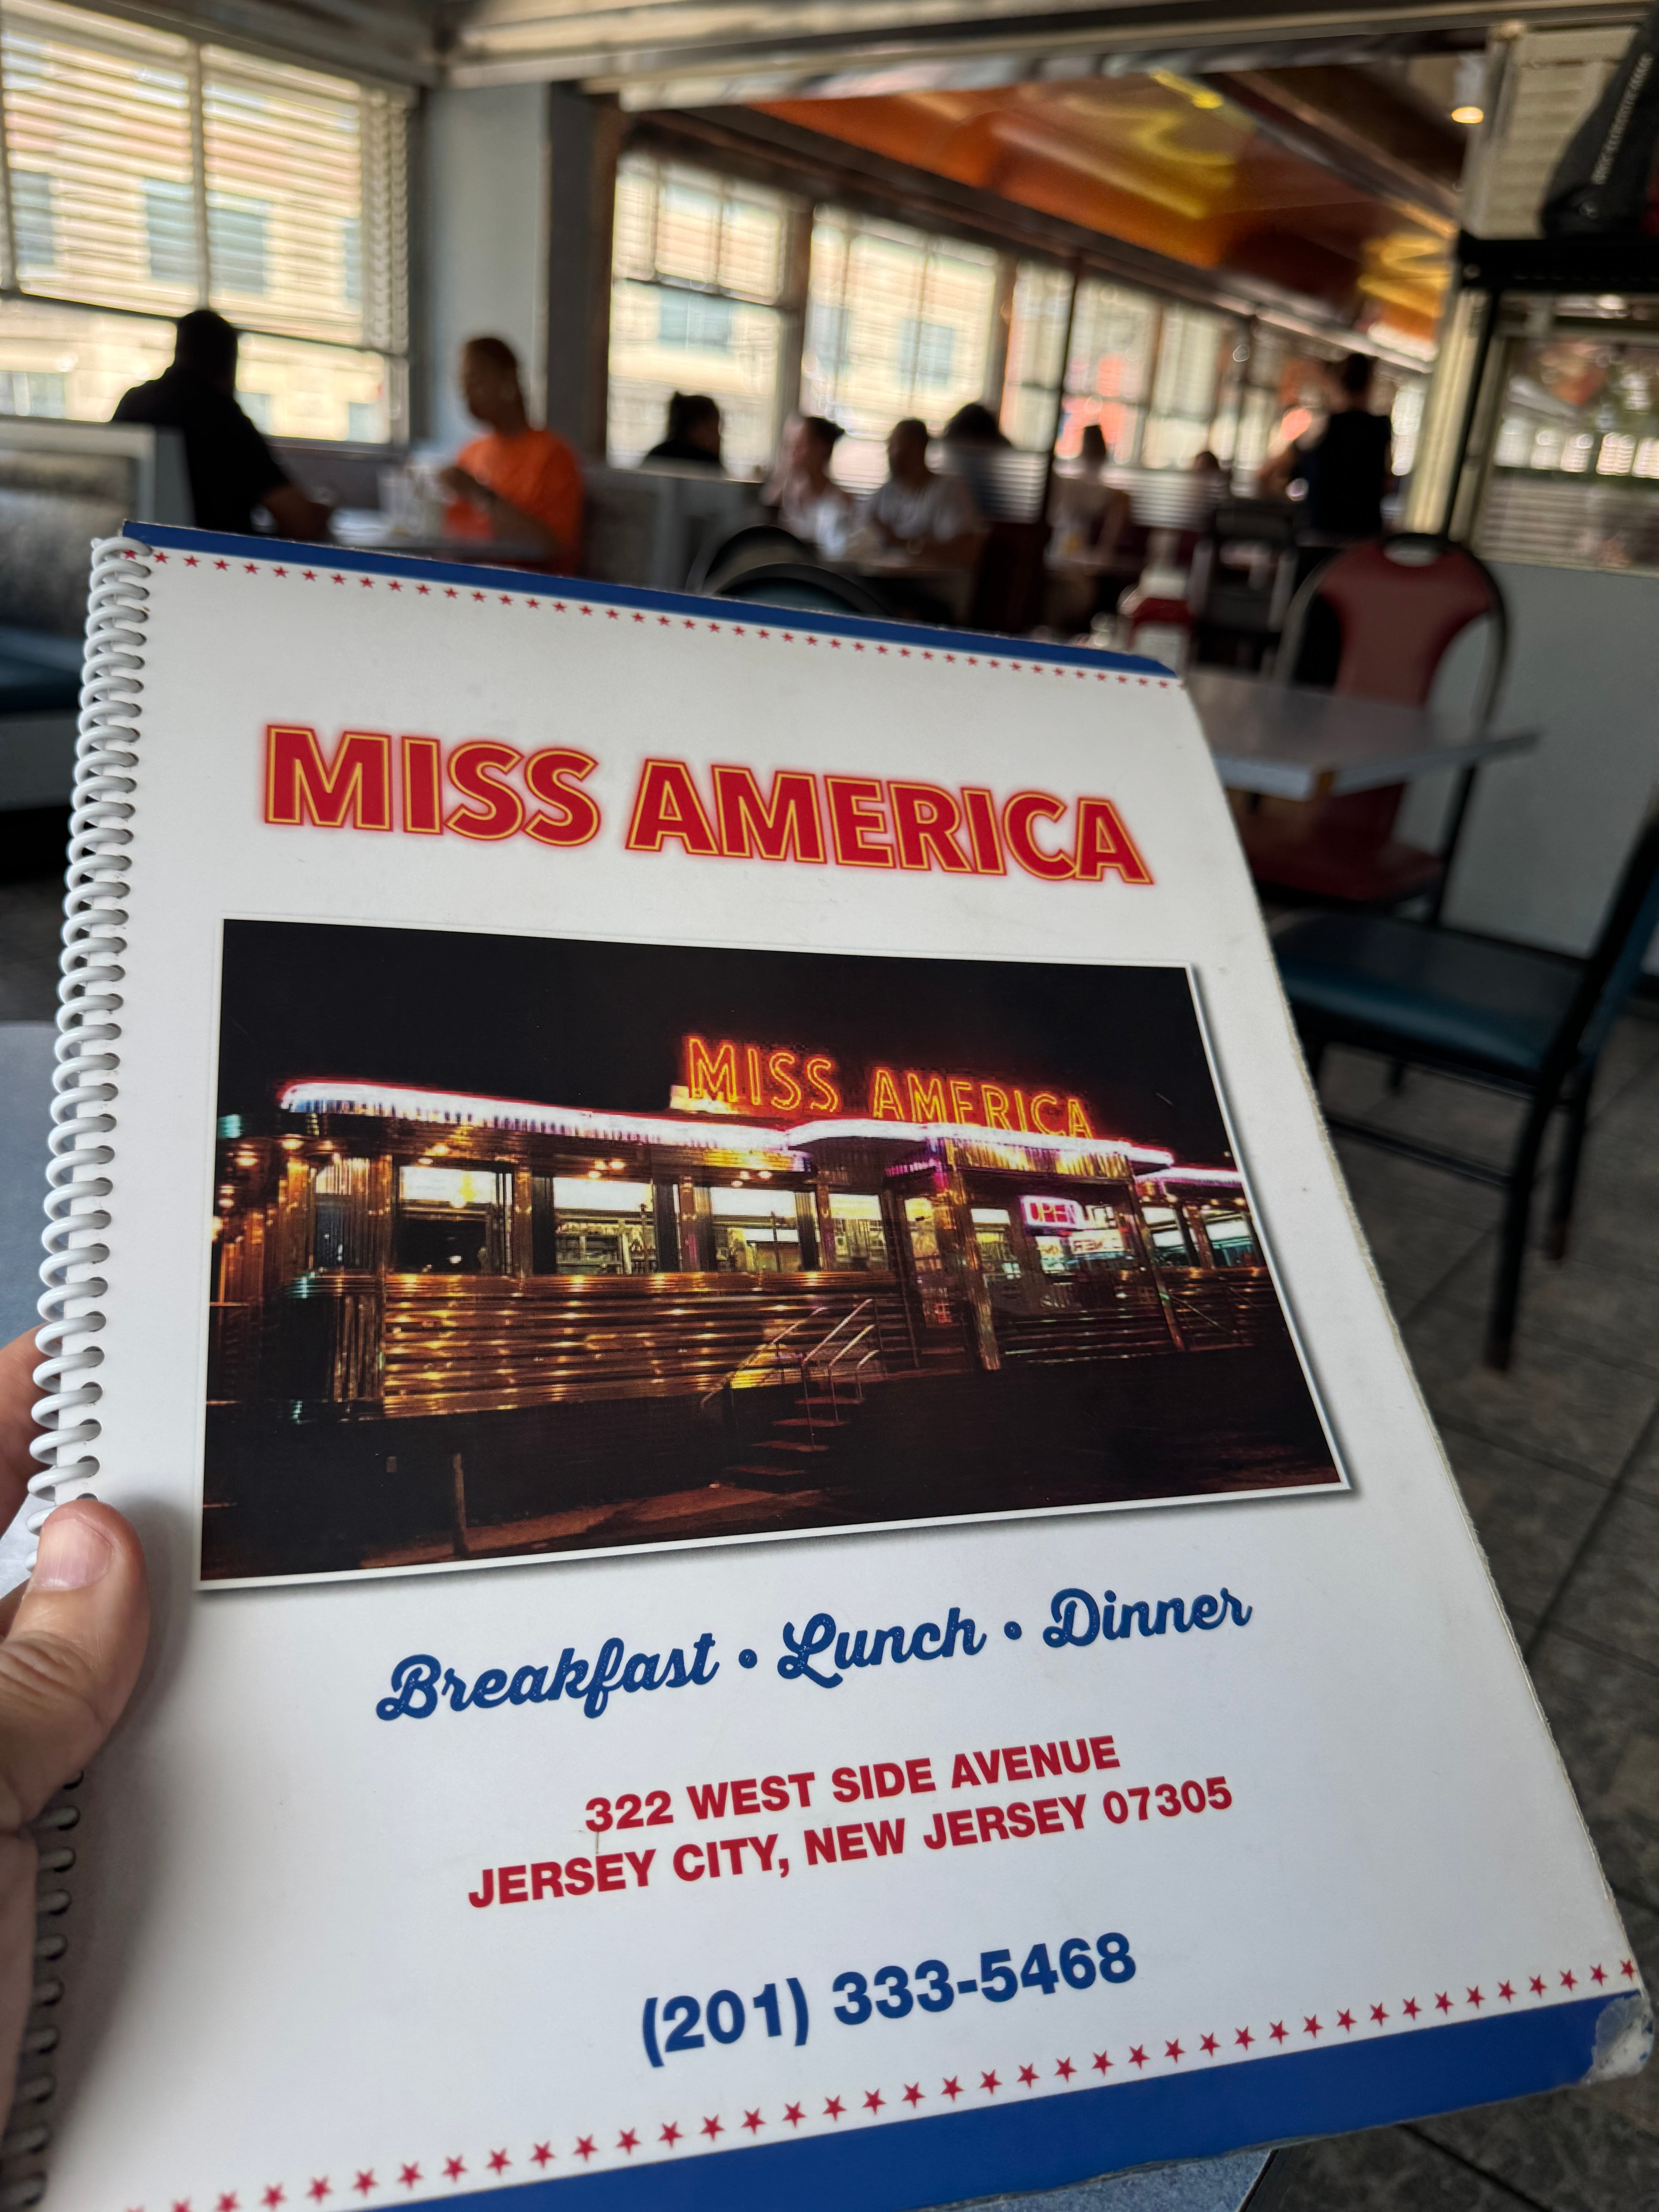 MISS AMERICA
MISS AMERICA
OPEN
Breakfast • Lunch • Dinner
322 WEST SIDE AVENUE
JERSEY CITY, NEW JERSEY 07305
(201) 333-5468